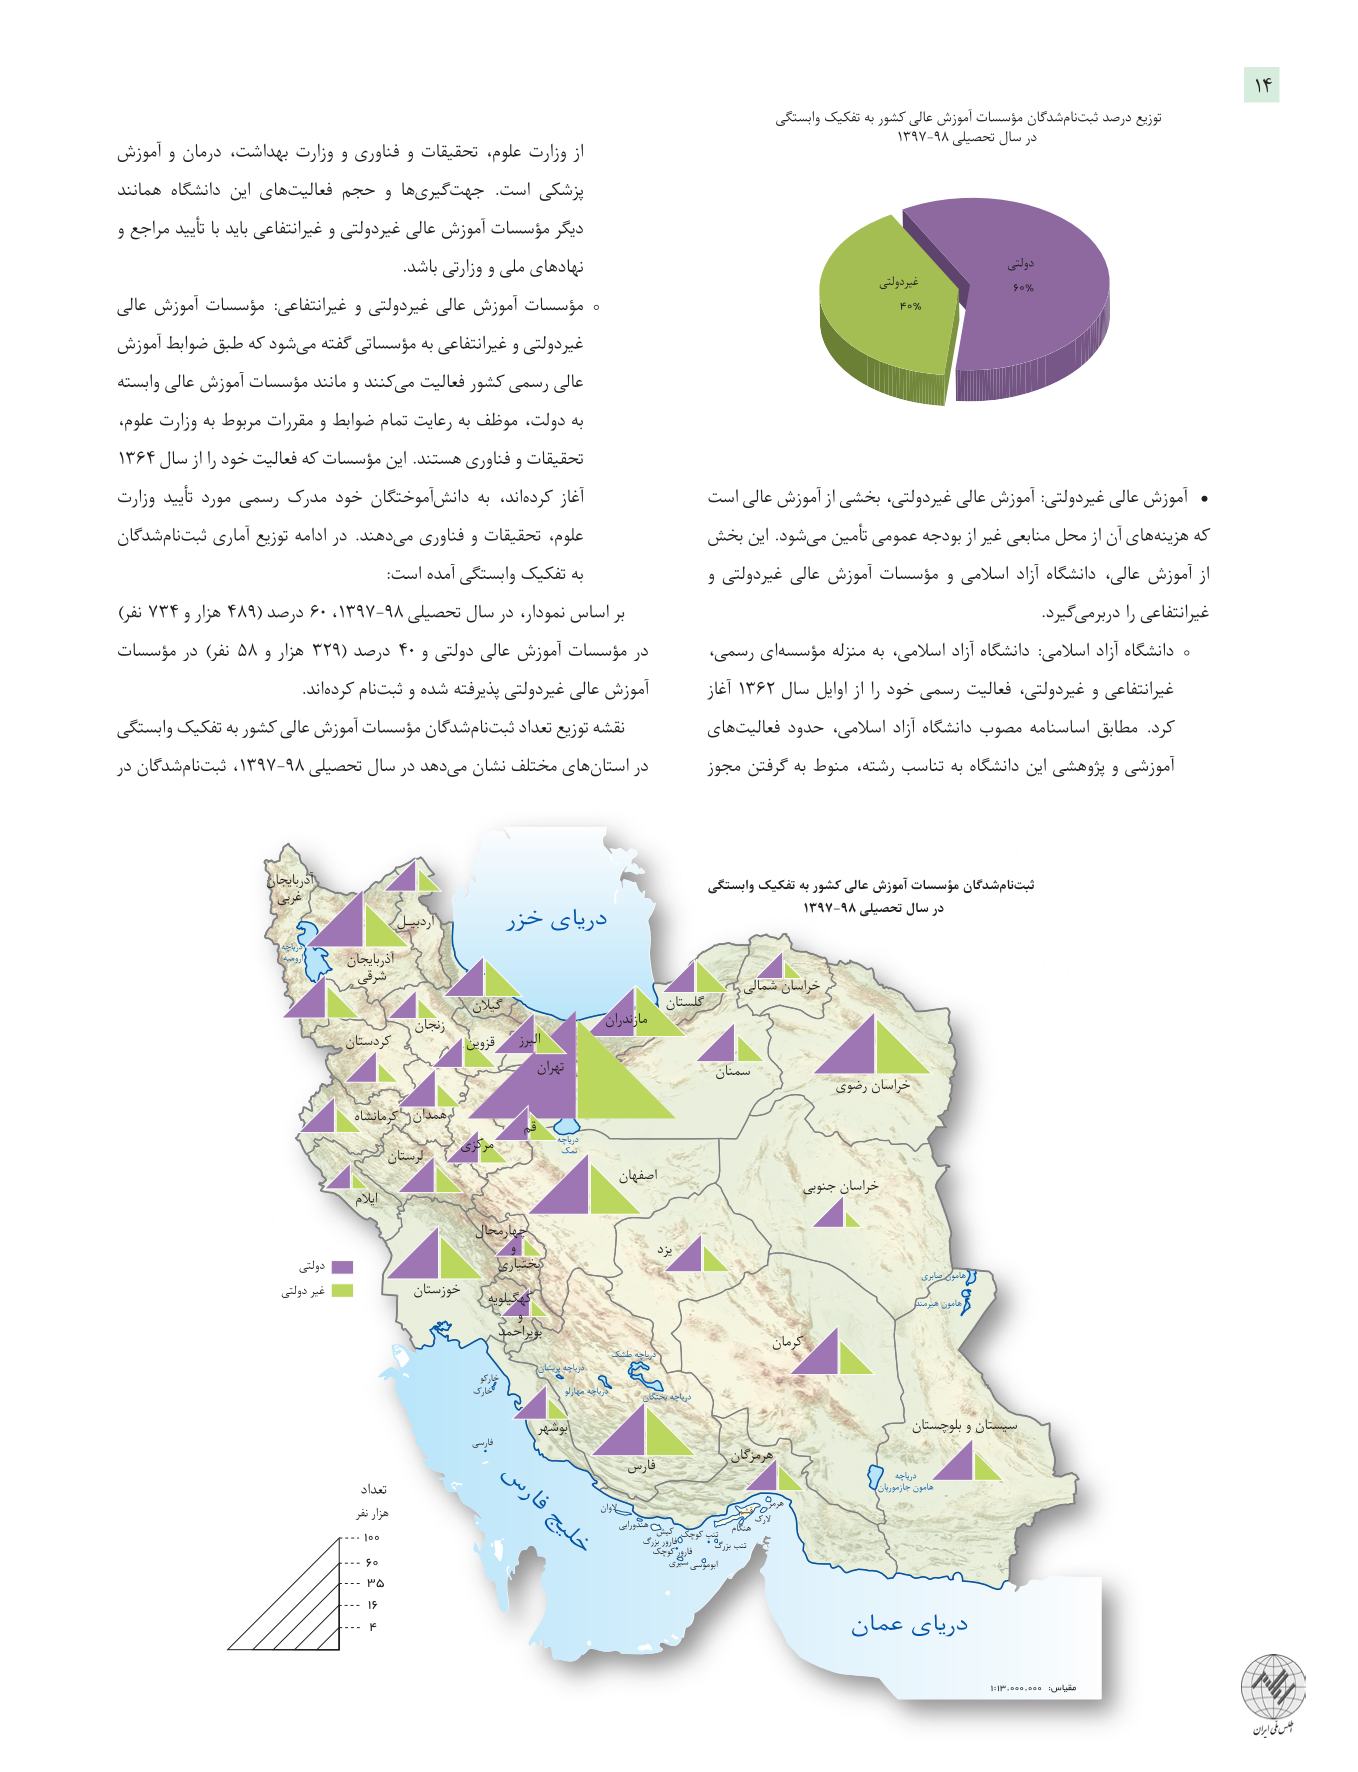 ۱۴
توزیع درصد ثبت‌نام‌شدگان مؤسسات آموزش عالی کشور به تفکیک وابستگی
در سال تحصیلی ۹۸-۱۳۹۷
دولتی
۶۰%
غیردولتی
۴۰%
• آموزش عالی غیردولتی: آموزش عالی غیردولتی، بخشی از آموزش عالی است
که هزینه‌های آن از محل منابعی غیر از بودجه عمومی تأمین می‌شود. این بخش
از آموزش عالی، دانشگاه آزاد اسلامی و مؤسسات آموزش عالی غیردولتی و
غیرانتفاعی را دربرمی‌گیرد.
○ دانشگاه آزاد اسلامی: دانشگاه آزاد اسلامی، به منزله مؤسسه‌ای رسمی،
غیرانتفاعی و غیردولتی، فعالیت رسمی خود را از اوایل سال ۱۳۶۲ آغاز
کرد. مطابق اساسنامه مصوب دانشگاه آزاد اسلامی، حدود فعالیت‌های
آموزشی و پژوهشی این دانشگاه به تناسب رشته، منوط به گرفتن مجوز
از وزارت علوم، تحقیقات و فناوری و وزارت بهداشت، درمان و آموزش
پزشکی است. جهت‌گیری‌ها و حجم فعالیت‌های این دانشگاه همانند
دیگر مؤسسات آموزش عالی غیردولتی و غیرانتفاعی باید با تأیید مراجع و
نهادهای ملی و وزارتی باشد.
○ مؤسسات آموزش عالی غیردولتی و غیرانتفاعی: مؤسسات آموزش عالی
غیردولتی و غیرانتفاعی به مؤسساتی گفته می‌شود که طبق ضوابط آموزش
عالی رسمی کشور فعالیت می‌کنند و مانند مؤسسات آموزش عالی وابسته
به دولت، موظف به رعایت تمام ضوابط و مقررات مربوط به وزارت علوم،
تحقیقات و فناوری هستند. این مؤسسات که فعالیت خود را از سال ۱۳۶۴
آغاز کرده‌اند، به دانش‌آموختگان خود مدرک رسمی مورد تأیید وزارت
علوم، تحقیقات و فناوری می‌دهند. در ادامه توزیع آماری ثبت‌نام‌شدگان
به تفکیک وابستگی آمده است:
بر اساس نمودار، در سال تحصیلی ۹۸-۱۳۹۷، ۶۰ درصد (۴۸۹ هزار و ۷۳۴ نفر)
در مؤسسات آموزش عالی دولتی و ۴۰ درصد (۳۲۹ هزار و ۵۸ نفر) در مؤسسات
آموزش عالی غیردولتی پذیرفته شده و ثبت‌نام کرده‌اند.
نقشه توزیع تعداد ثبت‌نام‌شدگان مؤسسات آموزش عالی کشور به تفکیک وابستگی
در استان‌های مختلف نشان می‌دهد در سال تحصیلی ۹۸-۱۳۹۷، ثبت‌نام‌شدگان در
ثبت‌نام‌شدگان مؤسسات آموزش عالی کشور به تفکیک وابستگی
در سال تحصیلی ۹۸-۱۳۹۷
دریای خزر
آذربایجان
غربی
اردبیل
دریاچه
ارومیه
آذربایجان
شرقی
گیلان
زنجان
کردستان
قزوین
البرز
تهران
مازندران
گلستان
خراسان شمالی
سمنان
خراسان رضوی
کرمانشاه
همدان
قم
دریاچه
نمک
مرکزی
لرستان
ایلام
اصفهان
خراسان جنوبی
چهارمحال
و
بختیاری
یزد
خوزستان
کهگیلویه
و
بویراحمد
هامون صابری
هامون هیرمند
کرمان
دریاچه طشک
دریاچه پریشان
دریاچه مهارلو
دریاچه بختگان
خارکو
خارک
بوشهر
فارس
سیستان و بلوچستان
هرمزگان
دریاچه
هامون جازموریان
فارسی
خلیج فارس
لاوان
هندورابی
کیش
فارور بزرگ
فارور کوچک
سیری
تنب کوچک
تنب بزرگ
ابوموسی
قشم
هنگام
لارک
هرمز
دریای عمان
مقیاس: ۱:۱۳،۰۰۰،۰۰۰
دولتی
غیر دولتی
تعداد
هزار نفر
۱۰۰
۶۰
۳۵
۱۶
۴
اطلس ملی ایران